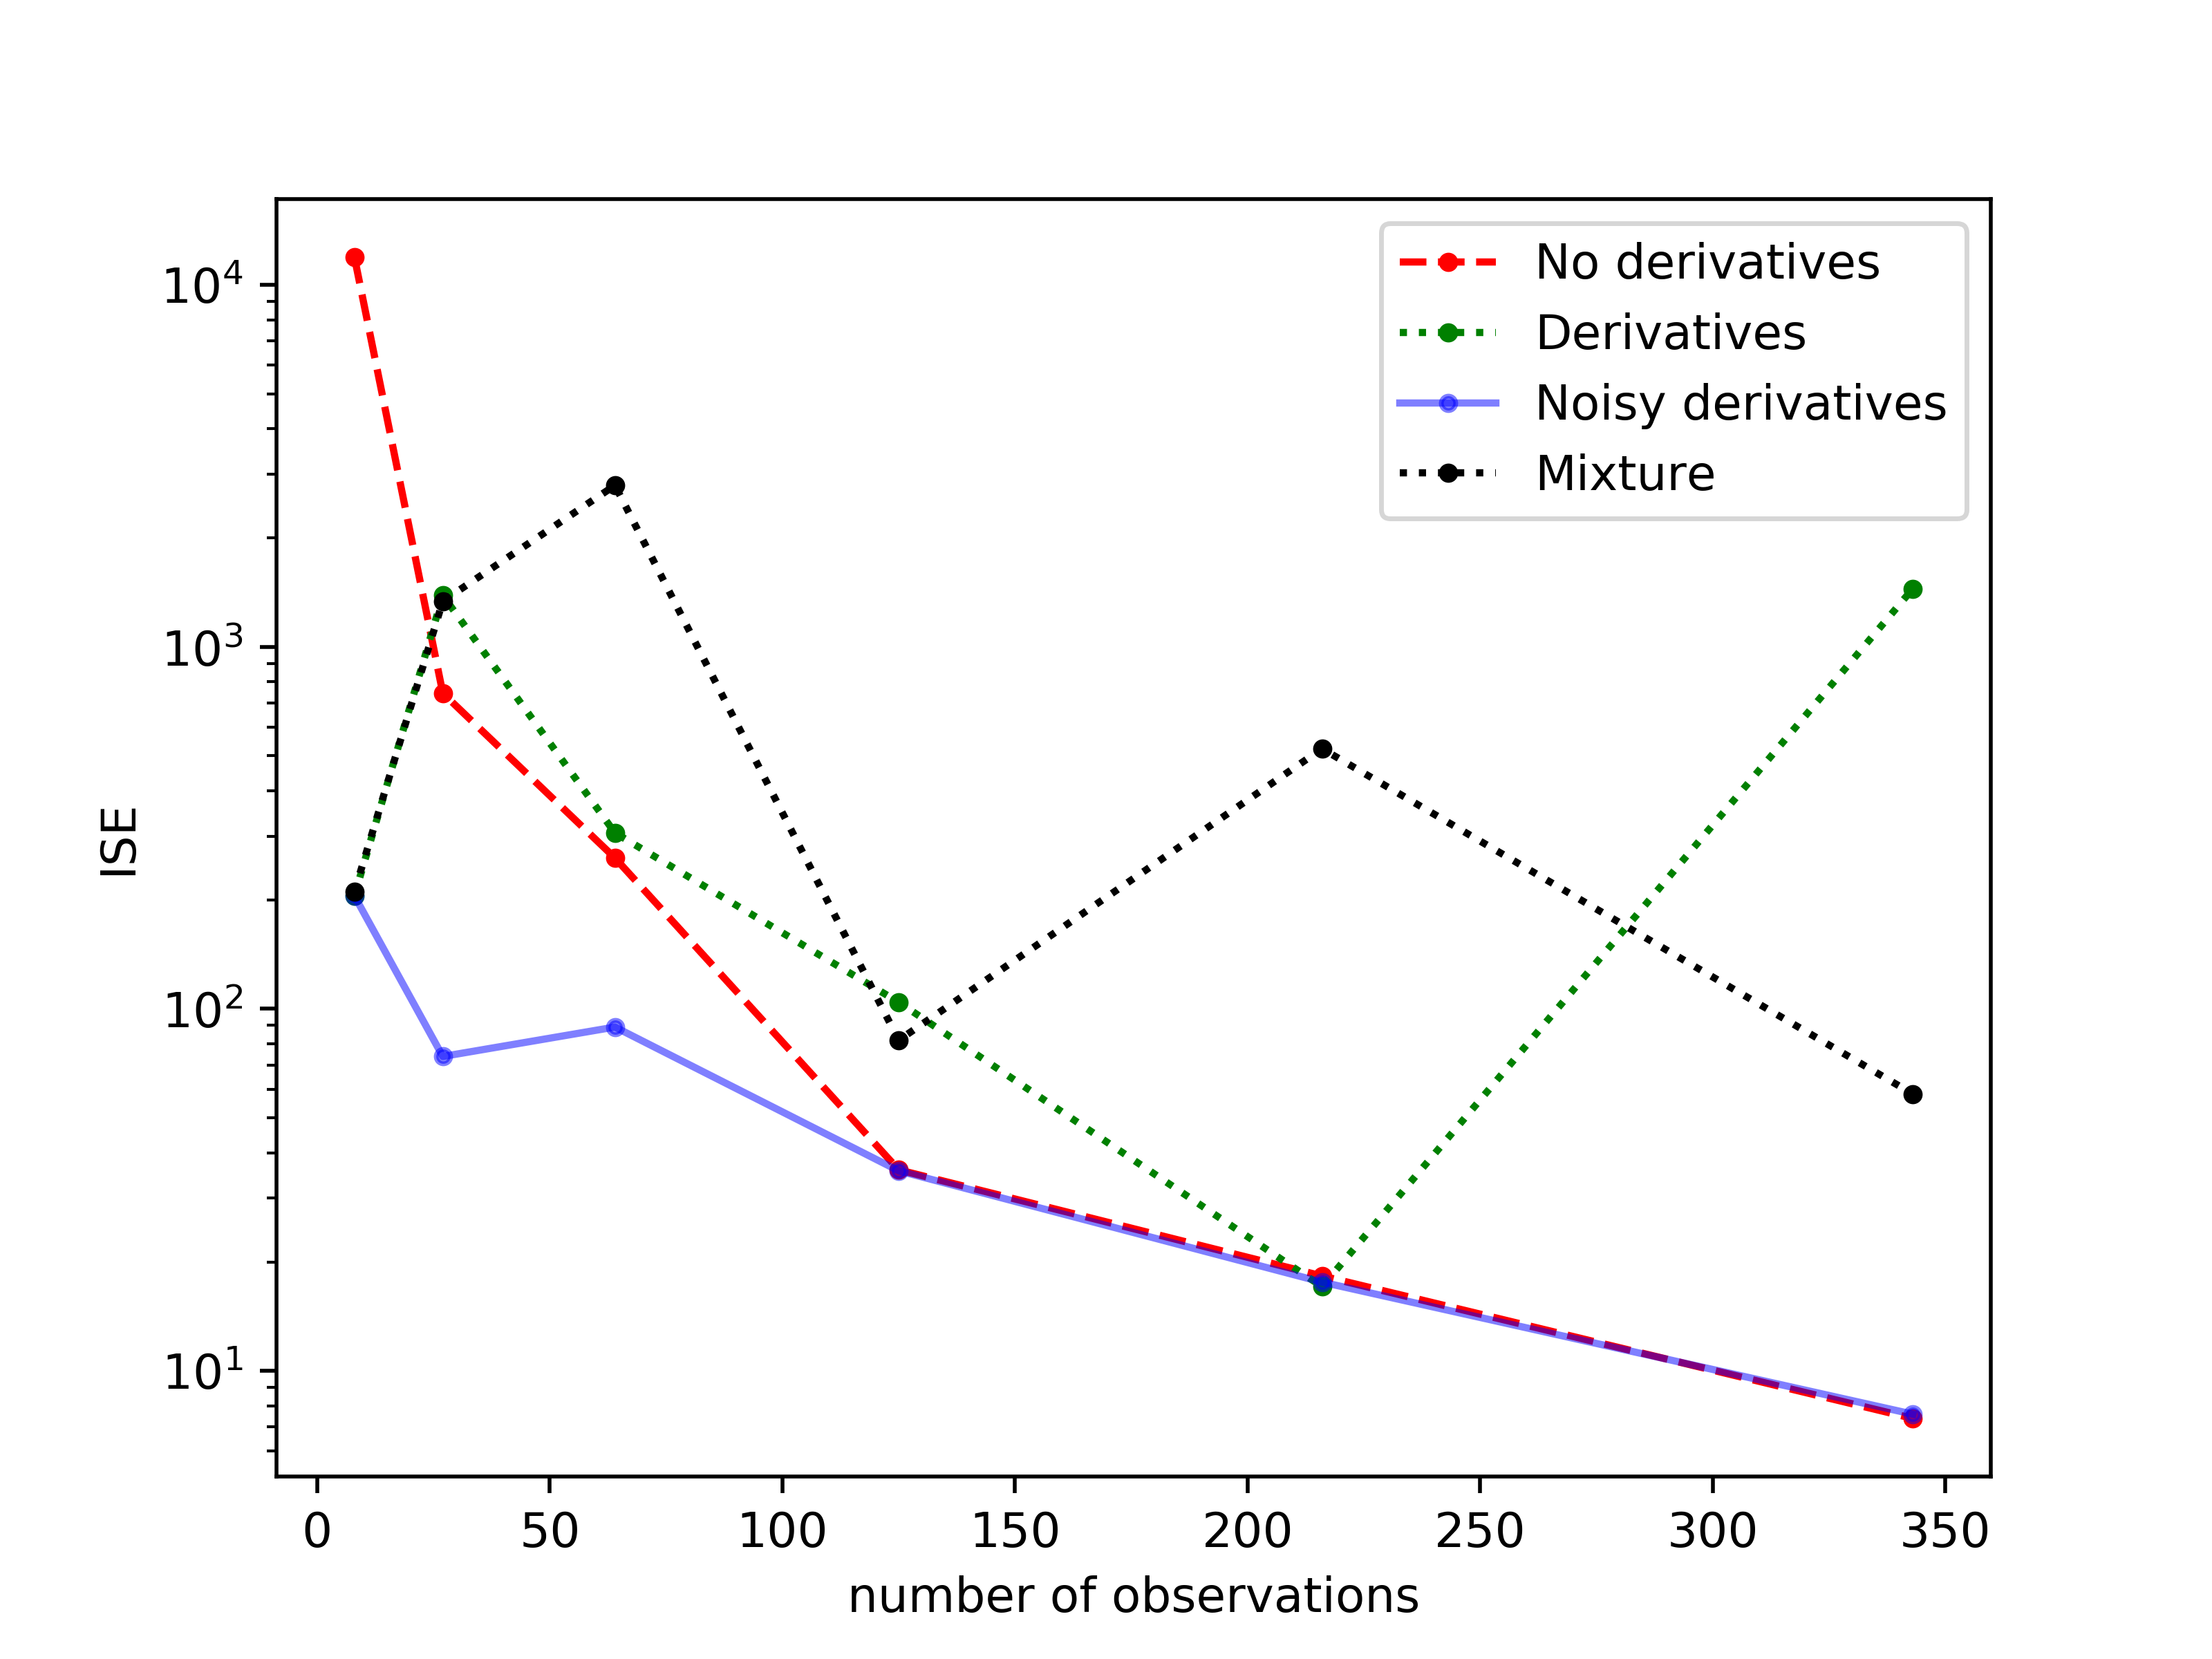 No derivatives
Derivatives
Noisy derivatives
Mixture
10⁴
10³
10²
10¹
ISE
0 50 100 150 200 250 300 350
number of observations